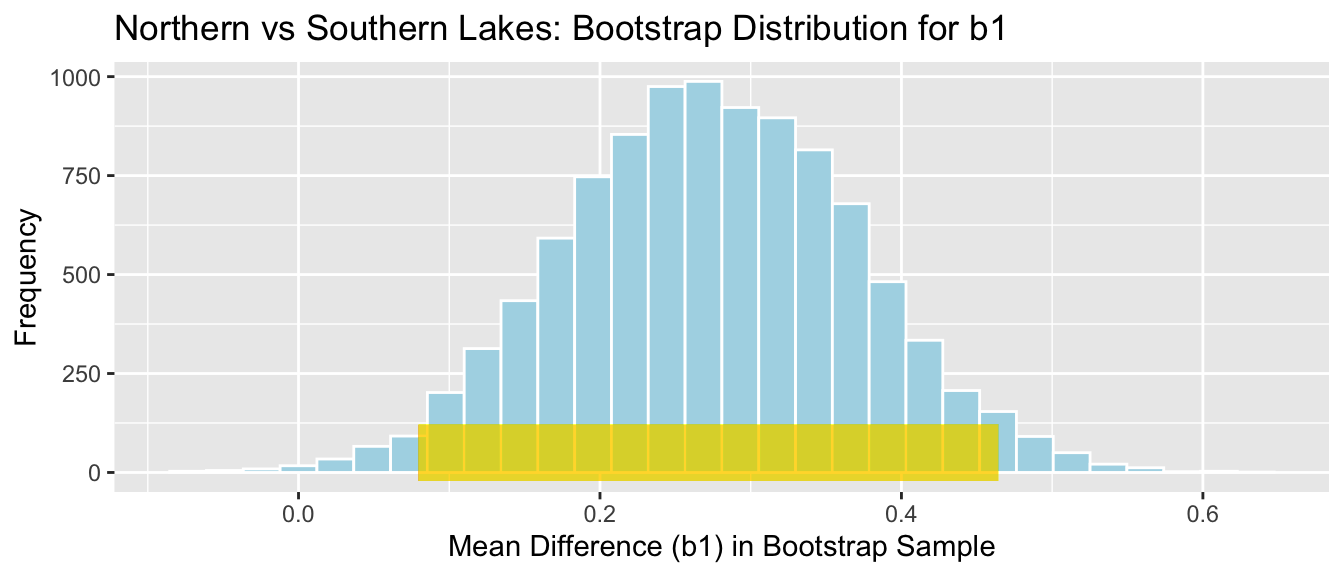 Northern vs Southern Lakes: Bootstrap Distribution for b1
1000
750
500
250
0
Frequency
0.0 0.2 0.4 0.6
Mean Difference (b1) in Bootstrap Sample